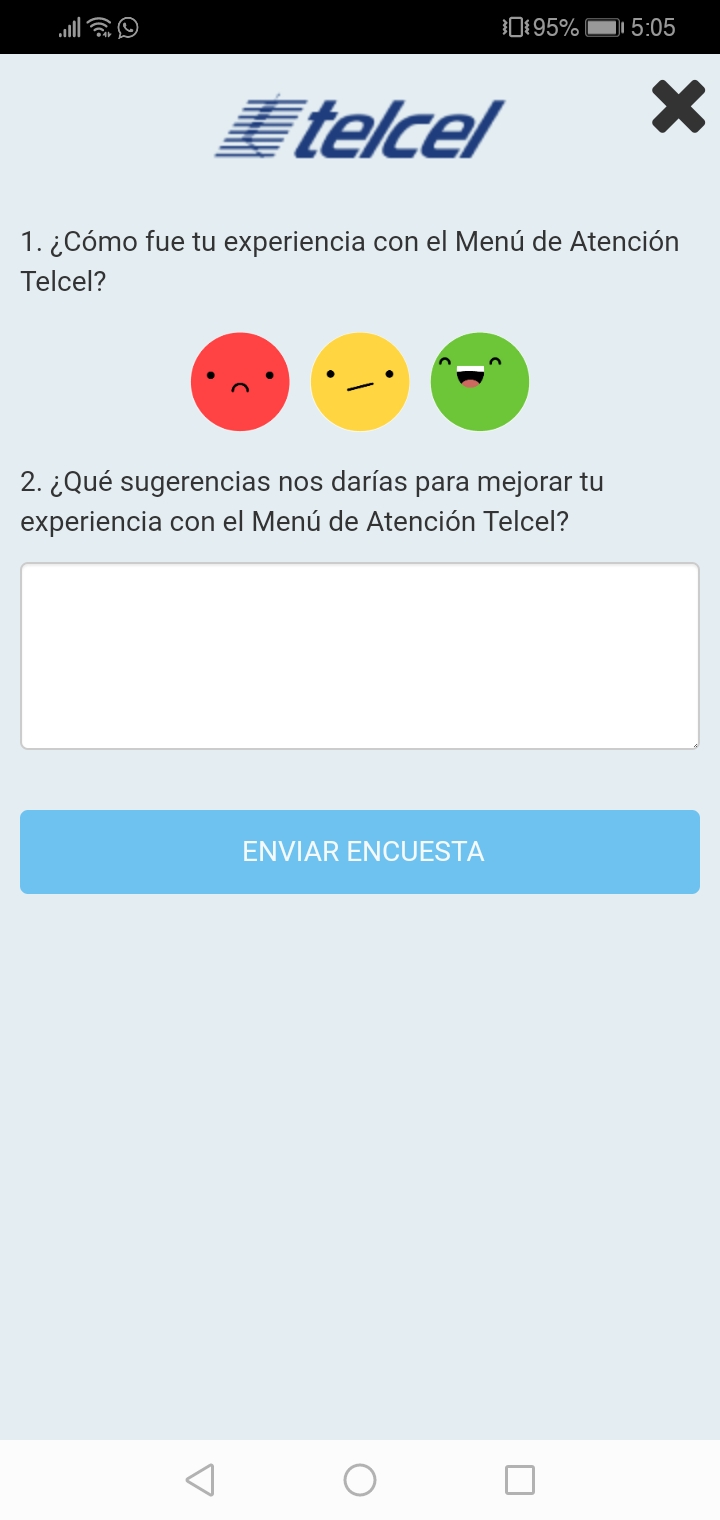 95% 5:05
telcel
1. ¿Cómo fue tu experiencia con el Menú de Atención
Telcel?
2. ¿Qué sugerencias nos darías para mejorar tu
experiencia con el Menú de Atención Telcel?
ENVIAR ENCUESTA